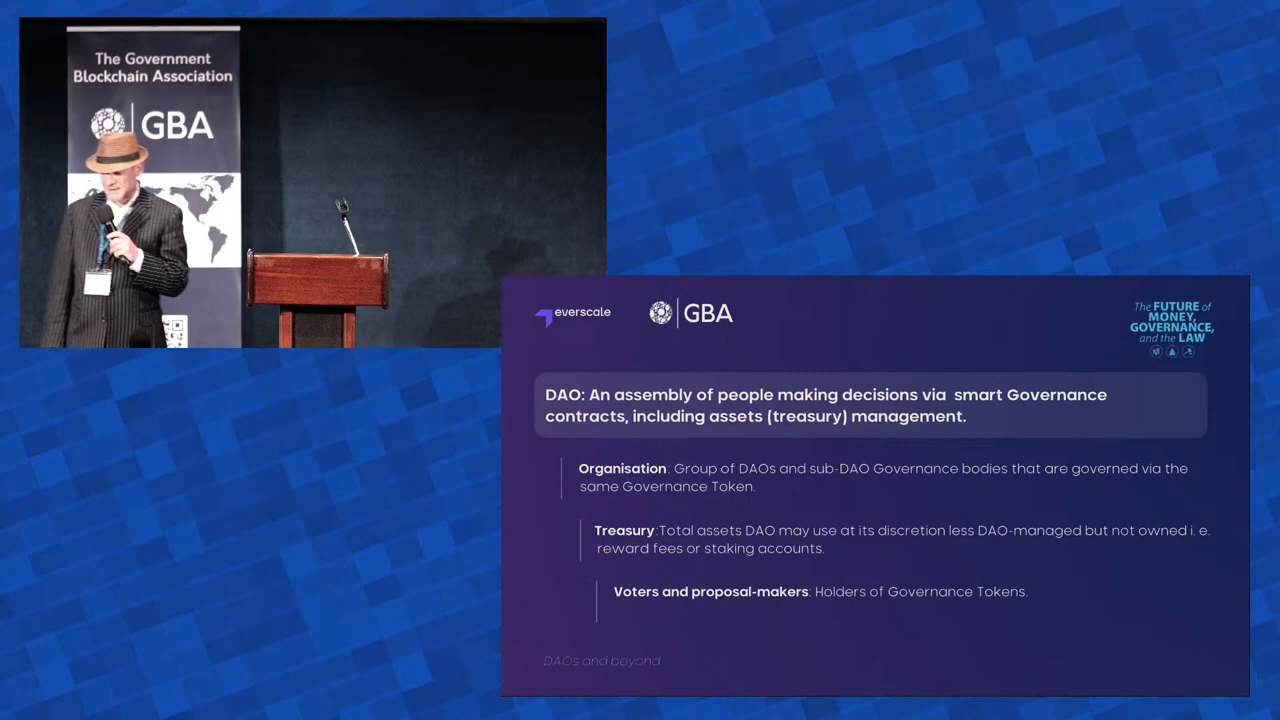 The Government
Blockchain Association
GBA
everscale
GBA
The FUTURE of
MONEY,
GOVERNANCE,
and the LAW
DAO: An assembly of people making decisions via smart Governance
contracts, including assets (treasury) management.
Organisation: Group of DAOs and sub-DAO Governance bodies that are governed via the
same Governance Token.
Treasury:Total assets DAO may use at its discretion less DAO-managed but not owned i. e.
reward fees or staking accounts.
Voters and proposal-makers: Holders of Governance Tokens.
DAOs and beyond